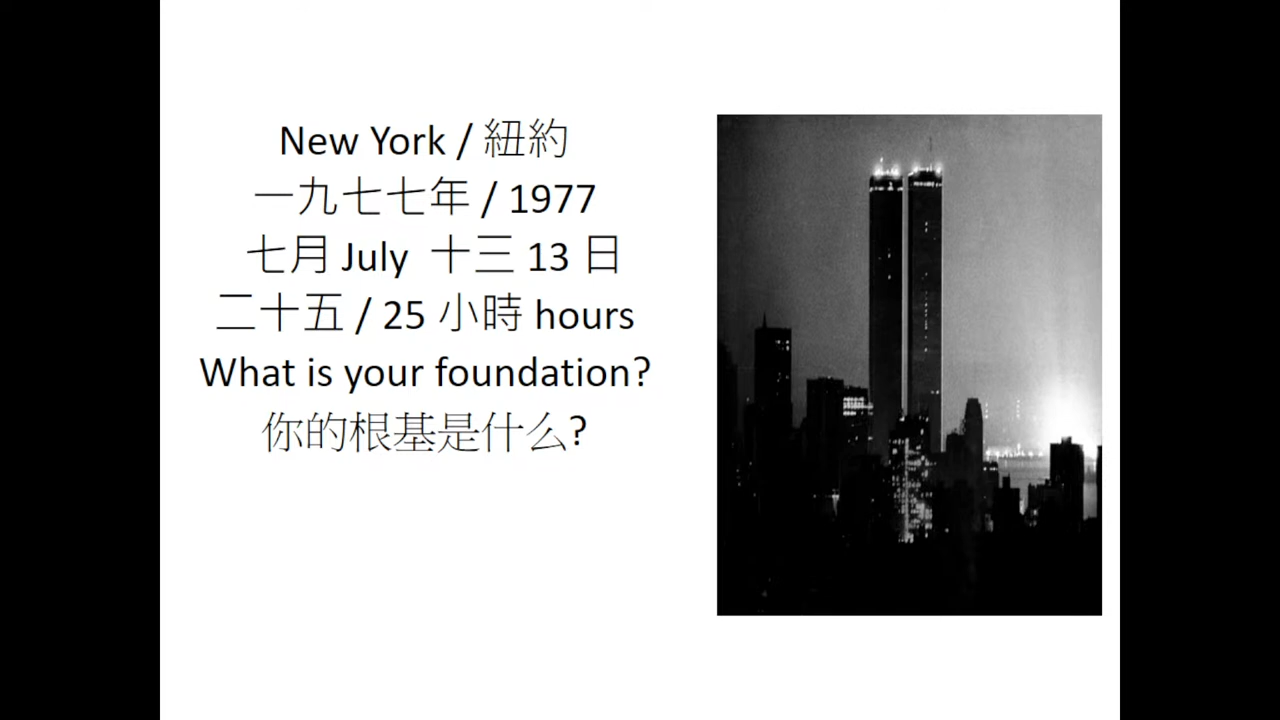 New York / 紐約
一九七七年 / 1977
七月 July 十三 13 日
二十五 / 25 小時 hours
What is your foundation?
你的根基是什么?